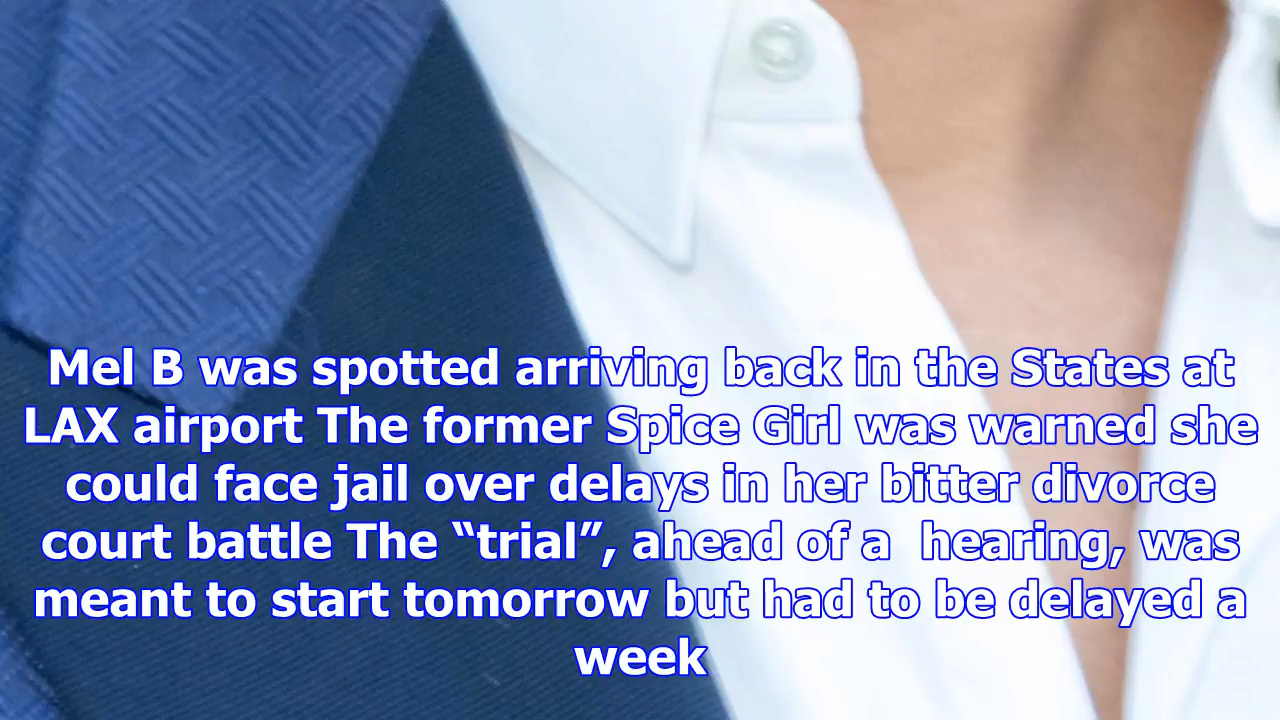 Mel B was spotted arriving back in the States at
LAX airport The former Spice Girl was warned she
could face jail over delays in her bitter divorce
court battle The “trial”, ahead of a  hearing, was
meant to start tomorrow but had to be delayed a
week